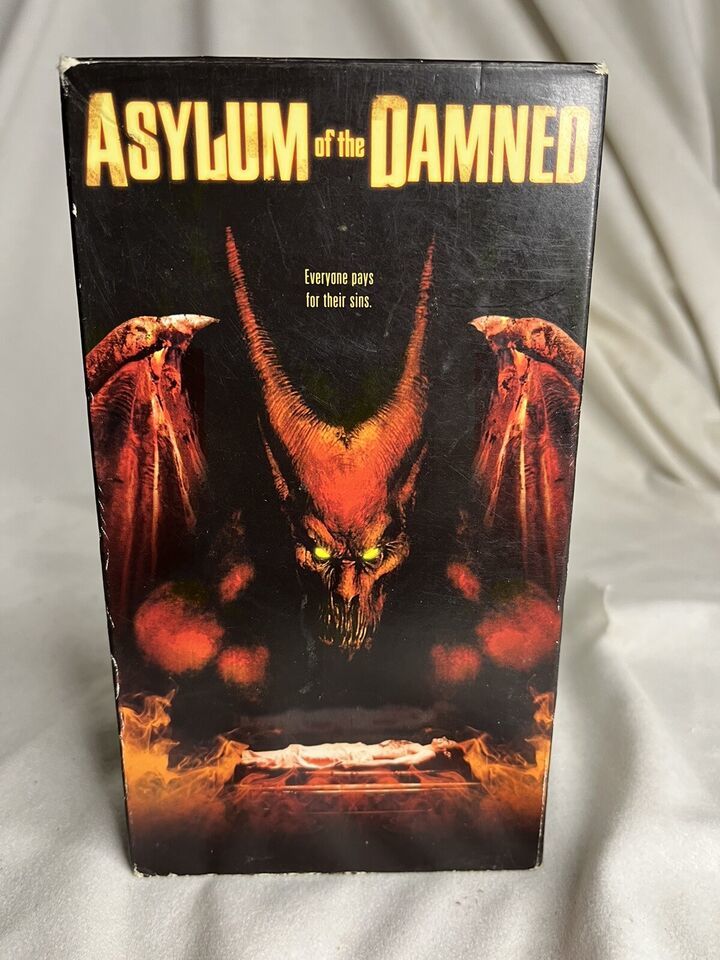 ASYLUM of the DAMNED
Everyone pays
for their sins.